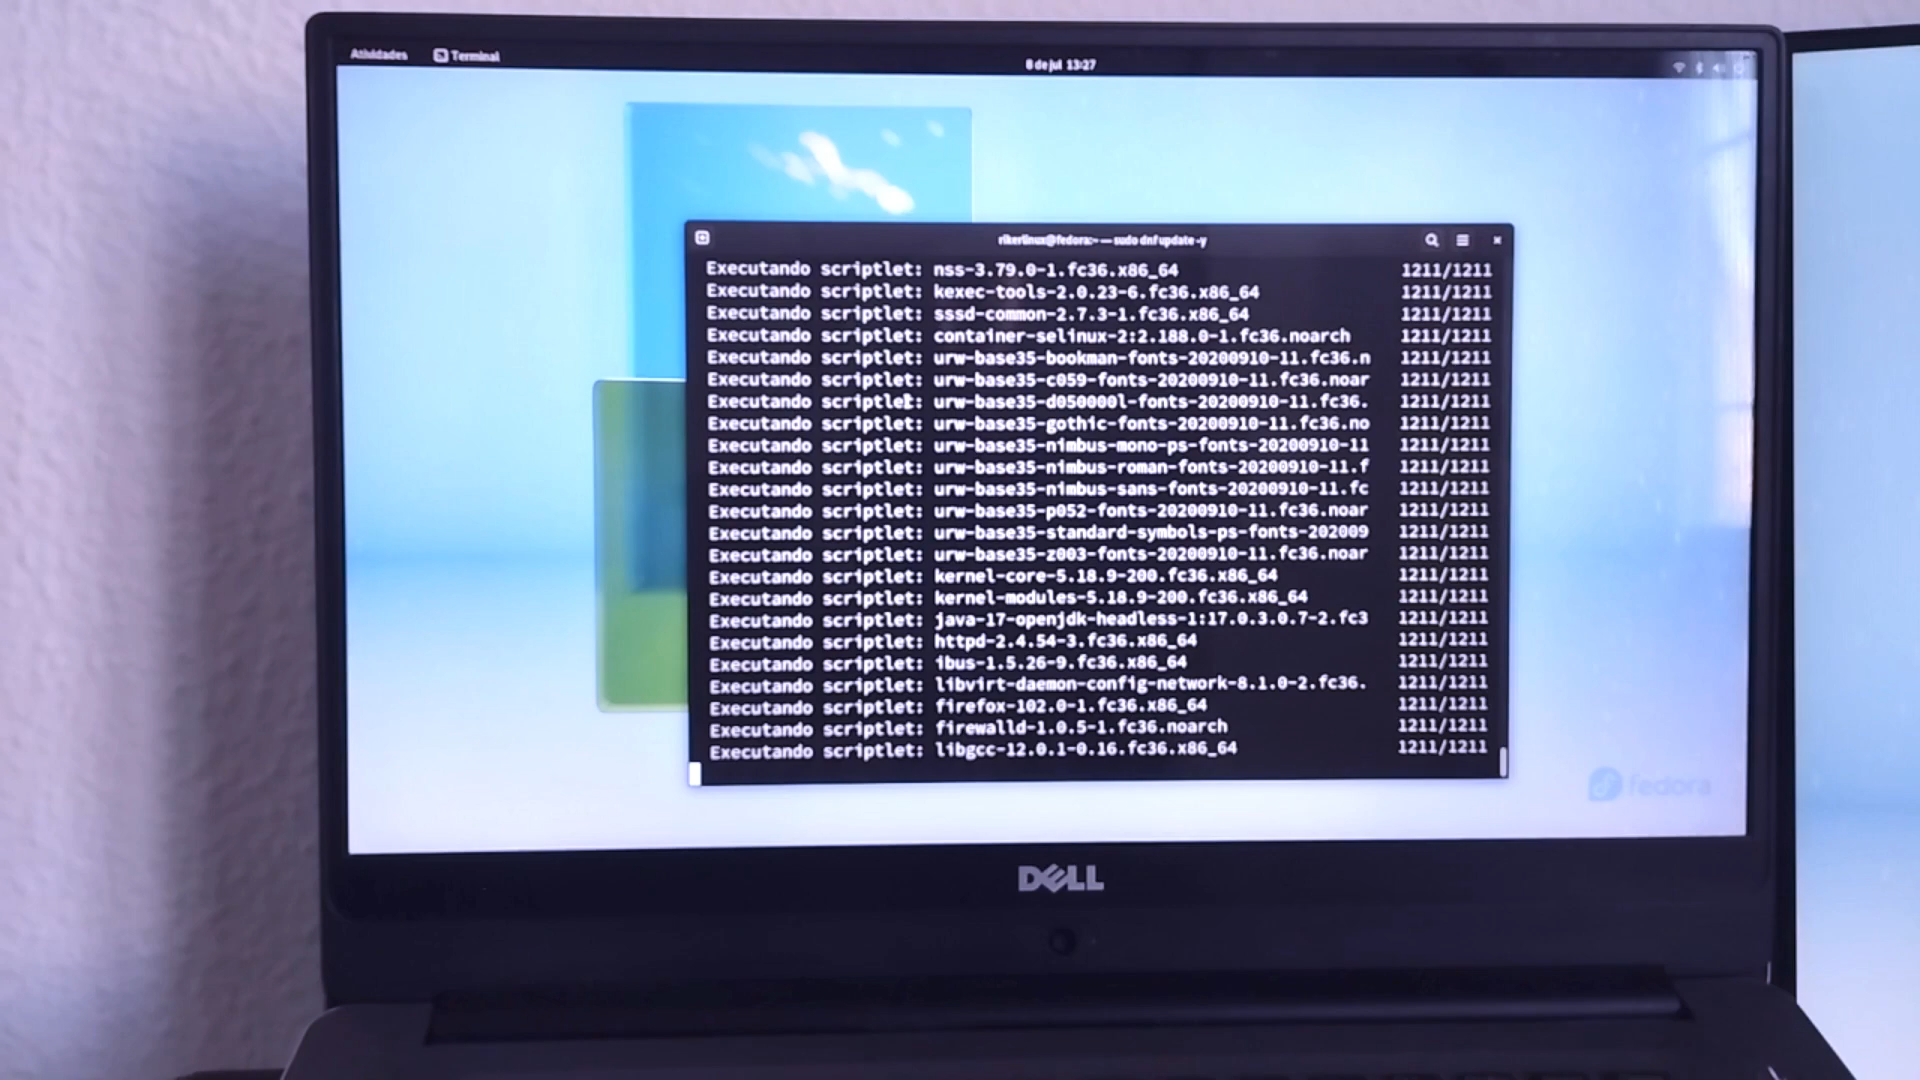 Atividades Terminal
8 de jul 13:27
rikerlinux@fedora:~ — sudo dnf update -y
Executando scriptlet: nss-3.79.0-1.fc36.x86_64 1211/1211
Executando scriptlet: kexec-tools-2.0.23-6.fc36.x86_64 1211/1211
Executando scriptlet: sssd-common-2.7.3-1.fc36.x86_64 1211/1211
Executando scriptlet: container-selinux-2:2.188.0-1.fc36.noarch 1211/1211
Executando scriptlet: urw-base35-bookman-fonts-20200910-11.fc36.n 1211/1211
Executando scriptlet: urw-base35-c059-fonts-20200910-11.fc36.noar 1211/1211
Executando scriptlet: urw-base35-d050000l-fonts-20200910-11.fc36. 1211/1211
Executando scriptlet: urw-base35-gothic-fonts-20200910-11.fc36.no 1211/1211
Executando scriptlet: urw-base35-nimbus-mono-ps-fonts-20200910-11 1211/1211
Executando scriptlet: urw-base35-nimbus-roman-fonts-20200910-11.f 1211/1211
Executando scriptlet: urw-base35-nimbus-sans-fonts-20200910-11.fc 1211/1211
Executando scriptlet: urw-base35-p052-fonts-20200910-11.fc36.noar 1211/1211
Executando scriptlet: urw-base35-standard-symbols-ps-fonts-202009 1211/1211
Executando scriptlet: urw-base35-z003-fonts-20200910-11.fc36.noar 1211/1211
Executando scriptlet: kernel-core-5.18.9-200.fc36.x86_64 1211/1211
Executando scriptlet: kernel-modules-5.18.9-200.fc36.x86_64 1211/1211
Executando scriptlet: java-17-openjdk-headless-1:17.0.3.0.7-2.fc3 1211/1211
Executando scriptlet: httpd-2.4.54-3.fc36.x86_64 1211/1211
Executando scriptlet: ibus-1.5.26-9.fc36.x86_64 1211/1211
Executando scriptlet: libvirt-daemon-config-network-8.1.0-2.fc36. 1211/1211
Executando scriptlet: firefox-102.0-1.fc36.x86_64 1211/1211
Executando scriptlet: firewalld-1.0.5-1.fc36.noarch 1211/1211
Executando scriptlet: libgcc-12.0.1-0.16.fc36.x86_64 1211/1211
fedora
DELL